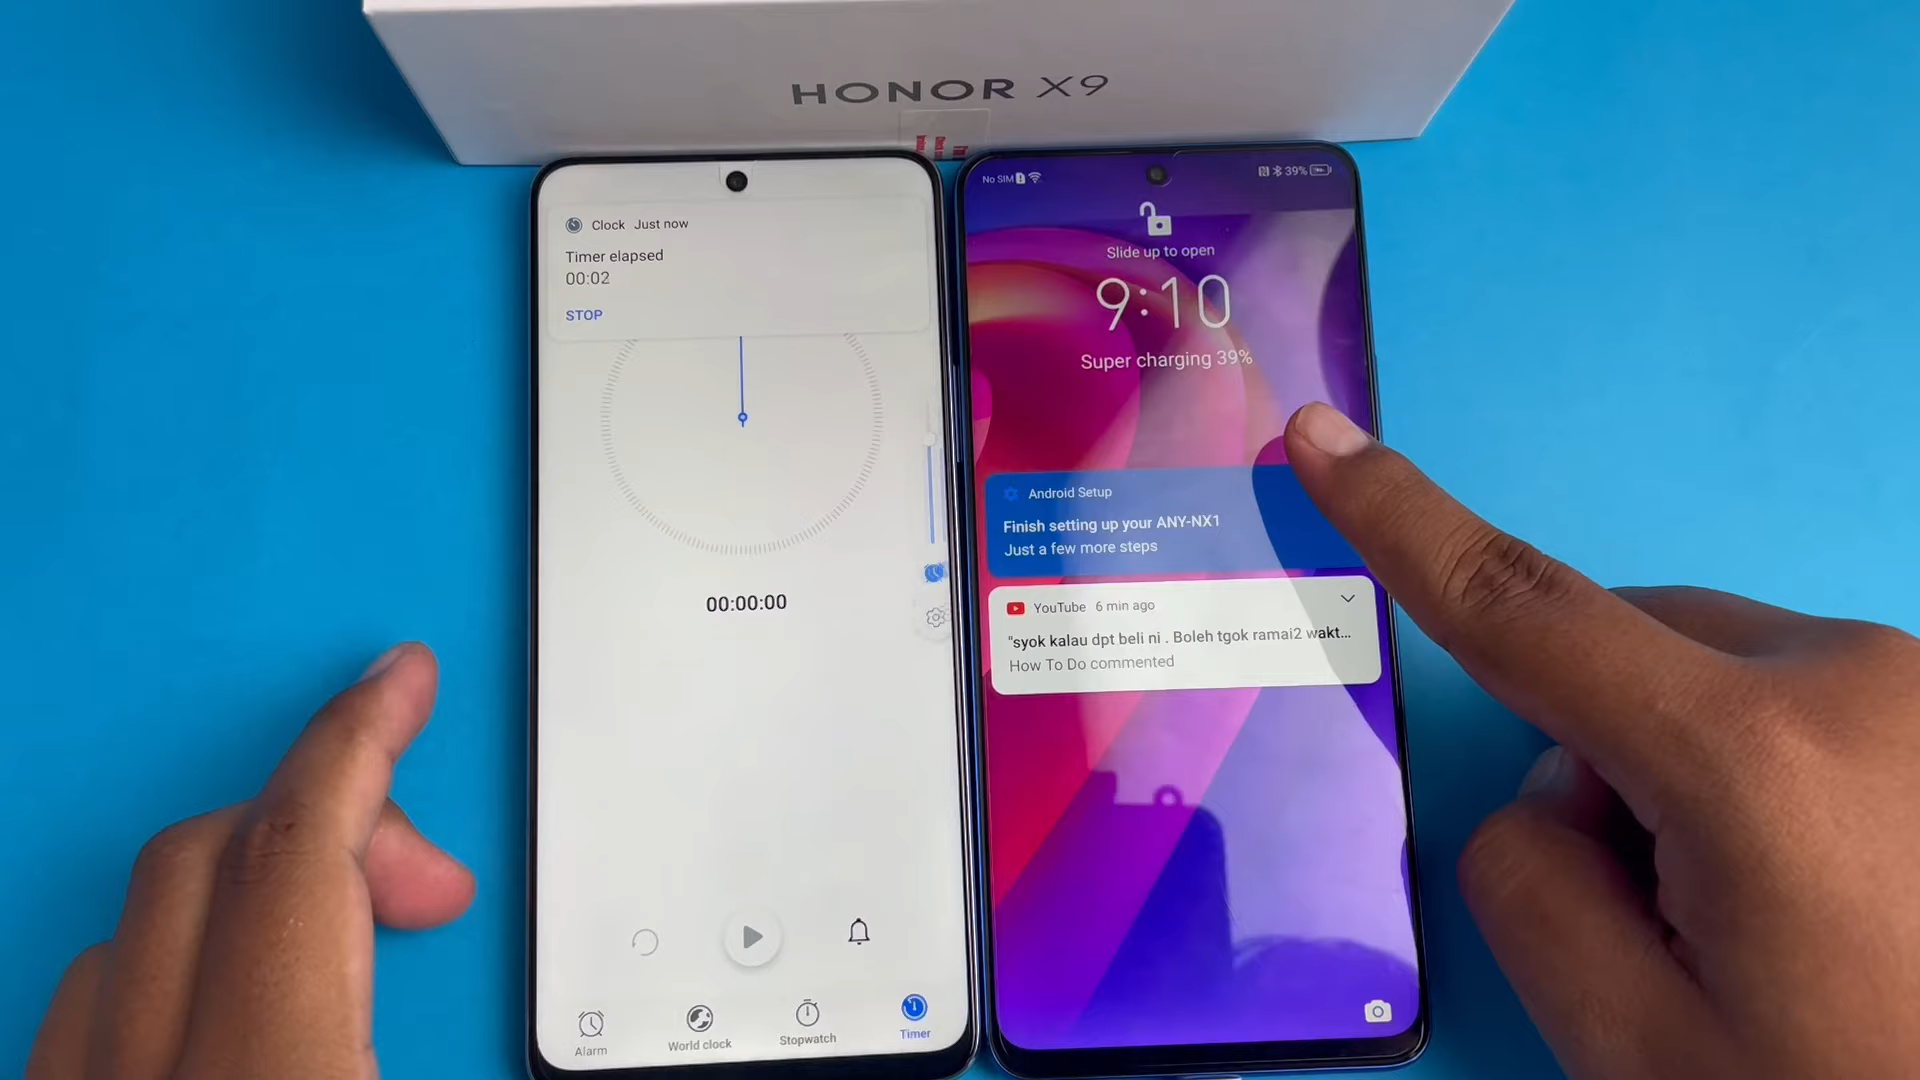 HONOR X9
Clock Just now
Timer elapsed
00:02
STOP
00:00:00
Alarm
World clock
Stopwatch
Timer
No SIM
39%
Slide up to open
9:10
Super charging 39%
Android Setup
Finish setting up your ANY-NX1
Just a few more steps
YouTube 6 min ago
"syok kalau dpt beli ni . Boleh tgok ramai2 wakt...
How To Do commented